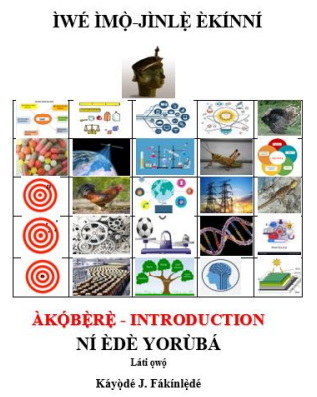 ÌWÉ ÌMỌ̀-JÌNLẸ̀ ÈKÍNNÍ
ÀKỌ́BẸ̀RẸ̀ - INTRODUCTION
NÍ ÈDÈ YORÙBÁ
Láti ọwọ́
Káyọ̀dé J. Fákínlẹ̀dé